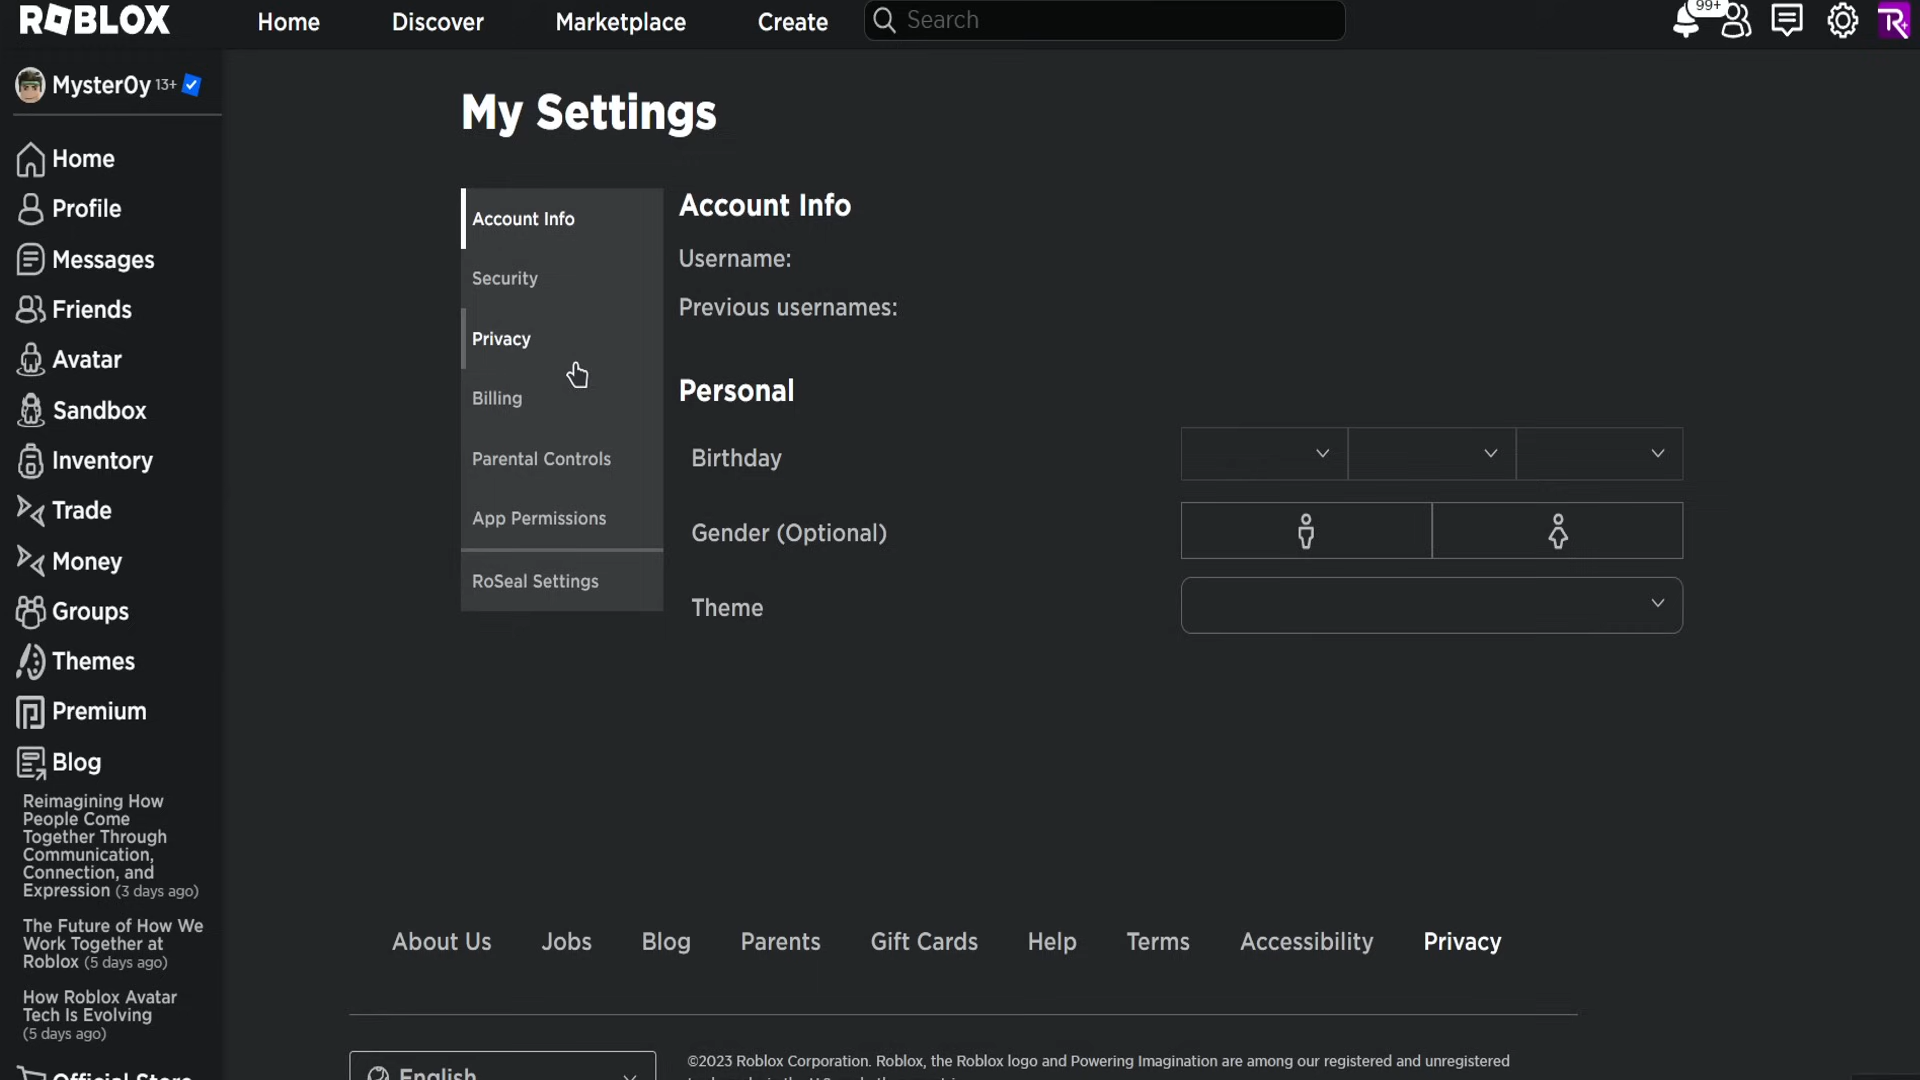 ROBLOX
Home
Discover
Marketplace
Create
Search
99+
Myster0y 13+
Home
Profile
Messages
Friends
Avatar
Sandbox
Inventory
Trade
Money
Groups
Themes
Premium
Blog
Reimagining How
People Come
Together Through
Communication,
Connection, and
Expression (3 days ago)
The Future of How We
Work Together at
Roblox (5 days ago)
How Roblox Avatar
Tech Is Evolving
(5 days ago)
Official Store
My Settings
Account Info
Security
Privacy
Billing
Parental Controls
App Permissions
RoSeal Settings
Account Info
Username:
Previous usernames:
Personal
Birthday
Gender (Optional)
Theme
About Us
Jobs
Blog
Parents
Gift Cards
Help
Terms
Accessibility
Privacy
English
©2023 Roblox Corporation. Roblox, the Roblox logo and Powering Imagination are among our registered and unregistered